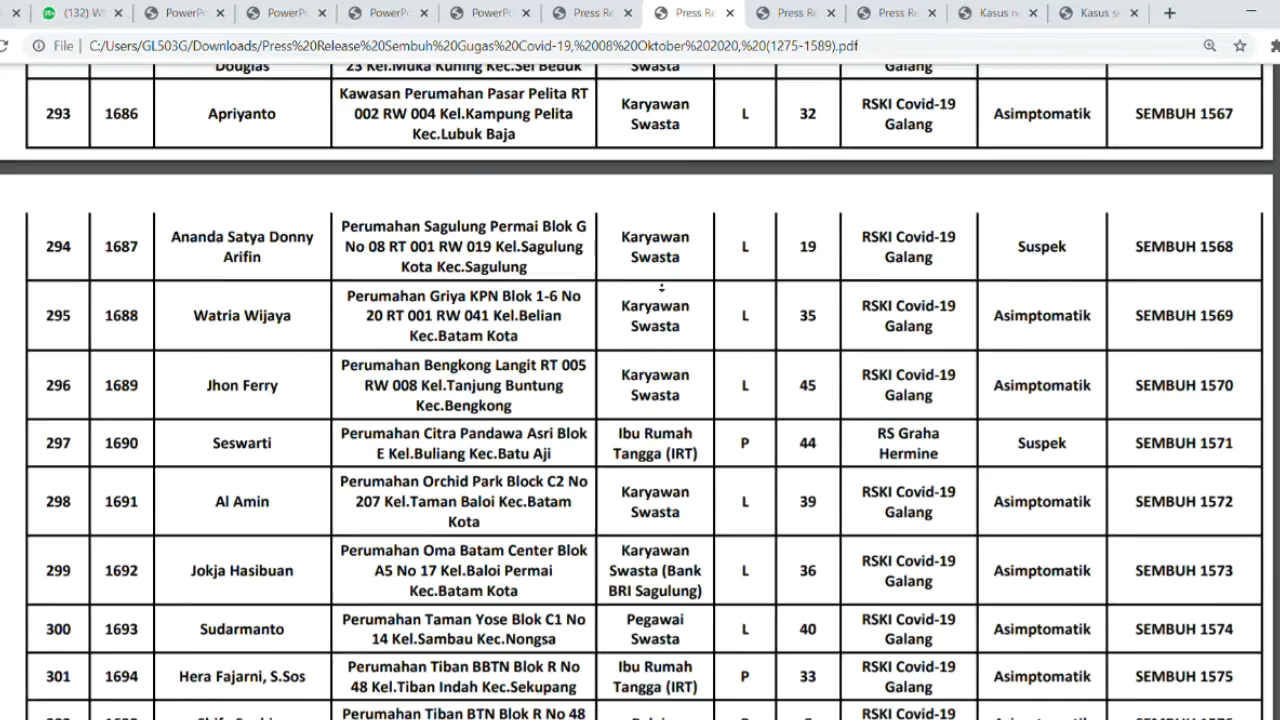 (132) W
PowerP
PowerP
PowerP
PowerP
Press Re
Press Re
Press Re
Press Re
Kasus
Kasus
File | C:/Users/GL503G/Downloads/Press%20Release%20Sembuh%20Gugas%20Covid-19,%2008%20Oktober%202020,%20(1275-1589).pdf
Douglas
23 Kel.Muka Kuning Kec.Sei Beduk
Swasta
Galang
293
1686
Apriyanto
Kawasan Perumahan Pasar Pelita RT
002 RW 004 Kel.Kampung Pelita
Kec.Lubuk Baja
Karyawan
Swasta
L
32
RSKI Covid-19
Galang
Asimptomatik
SEMBUH 1567
294
1687
Ananda Satya Donny
Arifin
Perumahan Sagulung Permai Blok G
No 08 RT 001 RW 019 Kel.Sagulung
Kota Kec.Sagulung
Karyawan
Swasta
L
19
RSKI Covid-19
Galang
Suspek
SEMBUH 1568
295
1688
Watria Wijaya
Perumahan Griya KPN Blok 1-6 No
20 RT 001 RW 041 Kel.Belian
Kec.Batam Kota
Karyawan
Swasta
L
35
RSKI Covid-19
Galang
Asimptomatik
SEMBUH 1569
296
1689
Jhon Ferry
Perumahan Bengkong Langit RT 005
RW 008 Kel.Tanjung Buntung
Kec.Bengkong
Karyawan
Swasta
L
45
RSKI Covid-19
Galang
Asimptomatik
SEMBUH 1570
297
1690
Seswarti
Perumahan Citra Pandawa Asri Blok
E Kel.Buliang Kec.Batu Aji
Ibu Rumah
Tangga (IRT)
P
44
RS Graha
Hermine
Suspek
SEMBUH 1571
298
1691
Al Amin
Perumahan Orchid Park Block C2 No
207 Kel.Taman Baloi Kec.Batam
Kota
Karyawan
Swasta
L
39
RSKI Covid-19
Galang
Asimptomatik
SEMBUH 1572
299
1692
Jokja Hasibuan
Perumahan Oma Batam Center Blok
A5 No 17 Kel.Baloi Permai
Kec.Batam Kota
Karyawan
Swasta (Bank
BRI Sagulung)
L
36
RSKI Covid-19
Galang
Asimptomatik
SEMBUH 1573
300
1693
Sudarmanto
Perumahan Taman Yose Blok C1 No
14 Kel.Sambau Kec.Nongsa
Pegawai
Swasta
L
40
RSKI Covid-19
Galang
Asimptomatik
SEMBUH 1574
301
1694
Hera Fajarni, S.Sos
Perumahan Tiban BBTN Blok R No
48 Kel.Tiban Indah Kec.Sekupang
Ibu Rumah
Tangga (IRT)
P
33
RSKI Covid-19
Galang
Asimptomatik
SEMBUH 1575
Perumahan Tiban BTN Blok R No 48
RSKI Covid-19